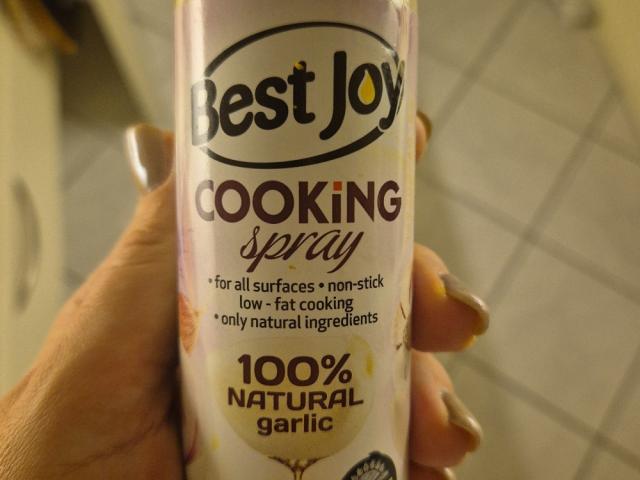 Best Joy
COOKiNG
spray
• for all surfaces • non-stick
low - fat cooking
• only natural ingredients
100%
NATURAL
garlic